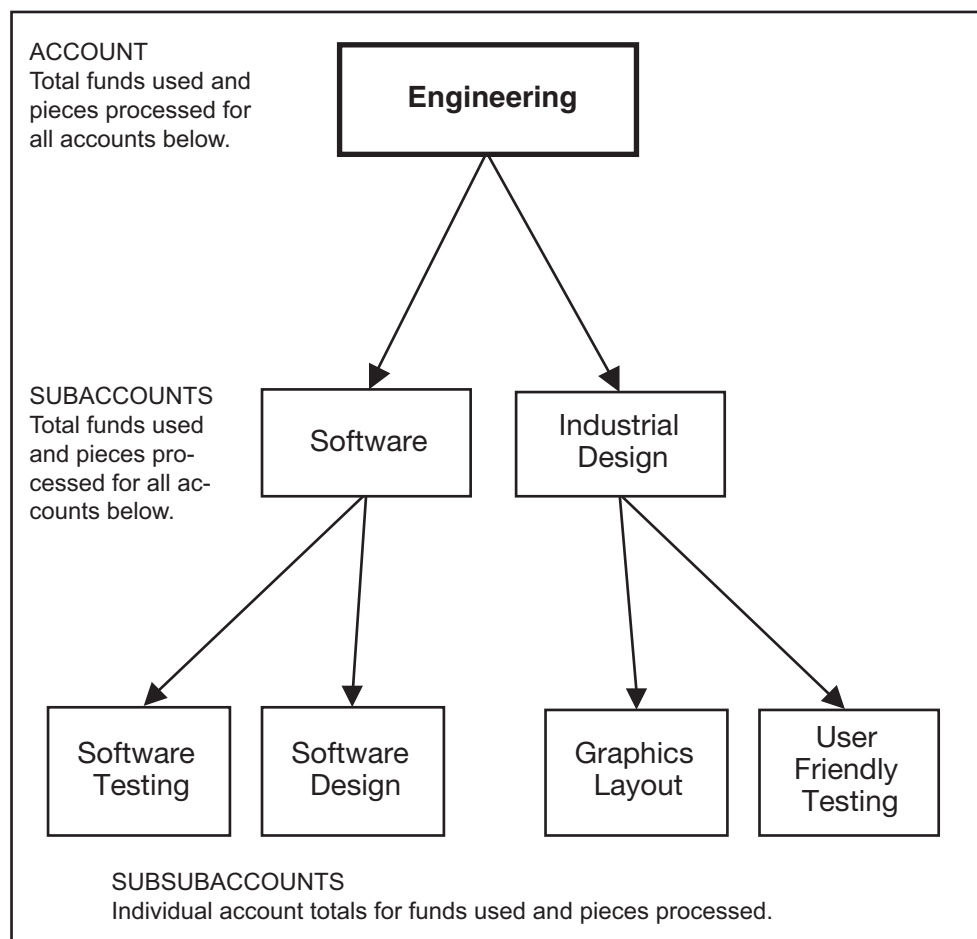 ACCOUNT
Total funds used and
pieces processed for
all accounts below.
Engineering
SUBACCOUNTS
Total funds used
and pieces pro-
cessed for all ac-
counts below.
Software
Industrial
Design
Software
Testing
Software
Design
Graphics
Layout
User
Friendly
Testing
SUBSUBACCOUNTS
Individual account totals for funds used and pieces processed.